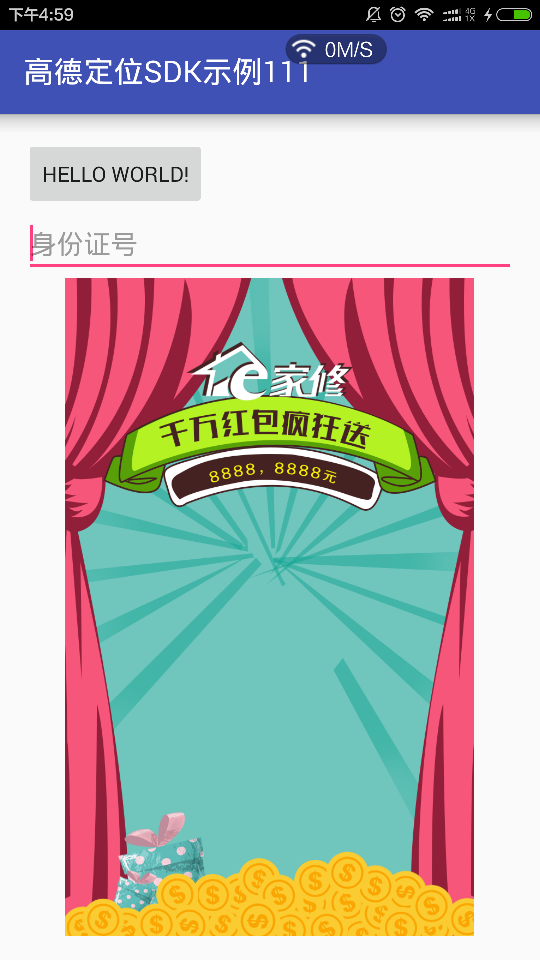 下午4:59
4G
1X
0M/S
高德定位SDK示例111
HELLO WORLD!
身份证号
e家修
千万红包疯狂送
8888，8888元